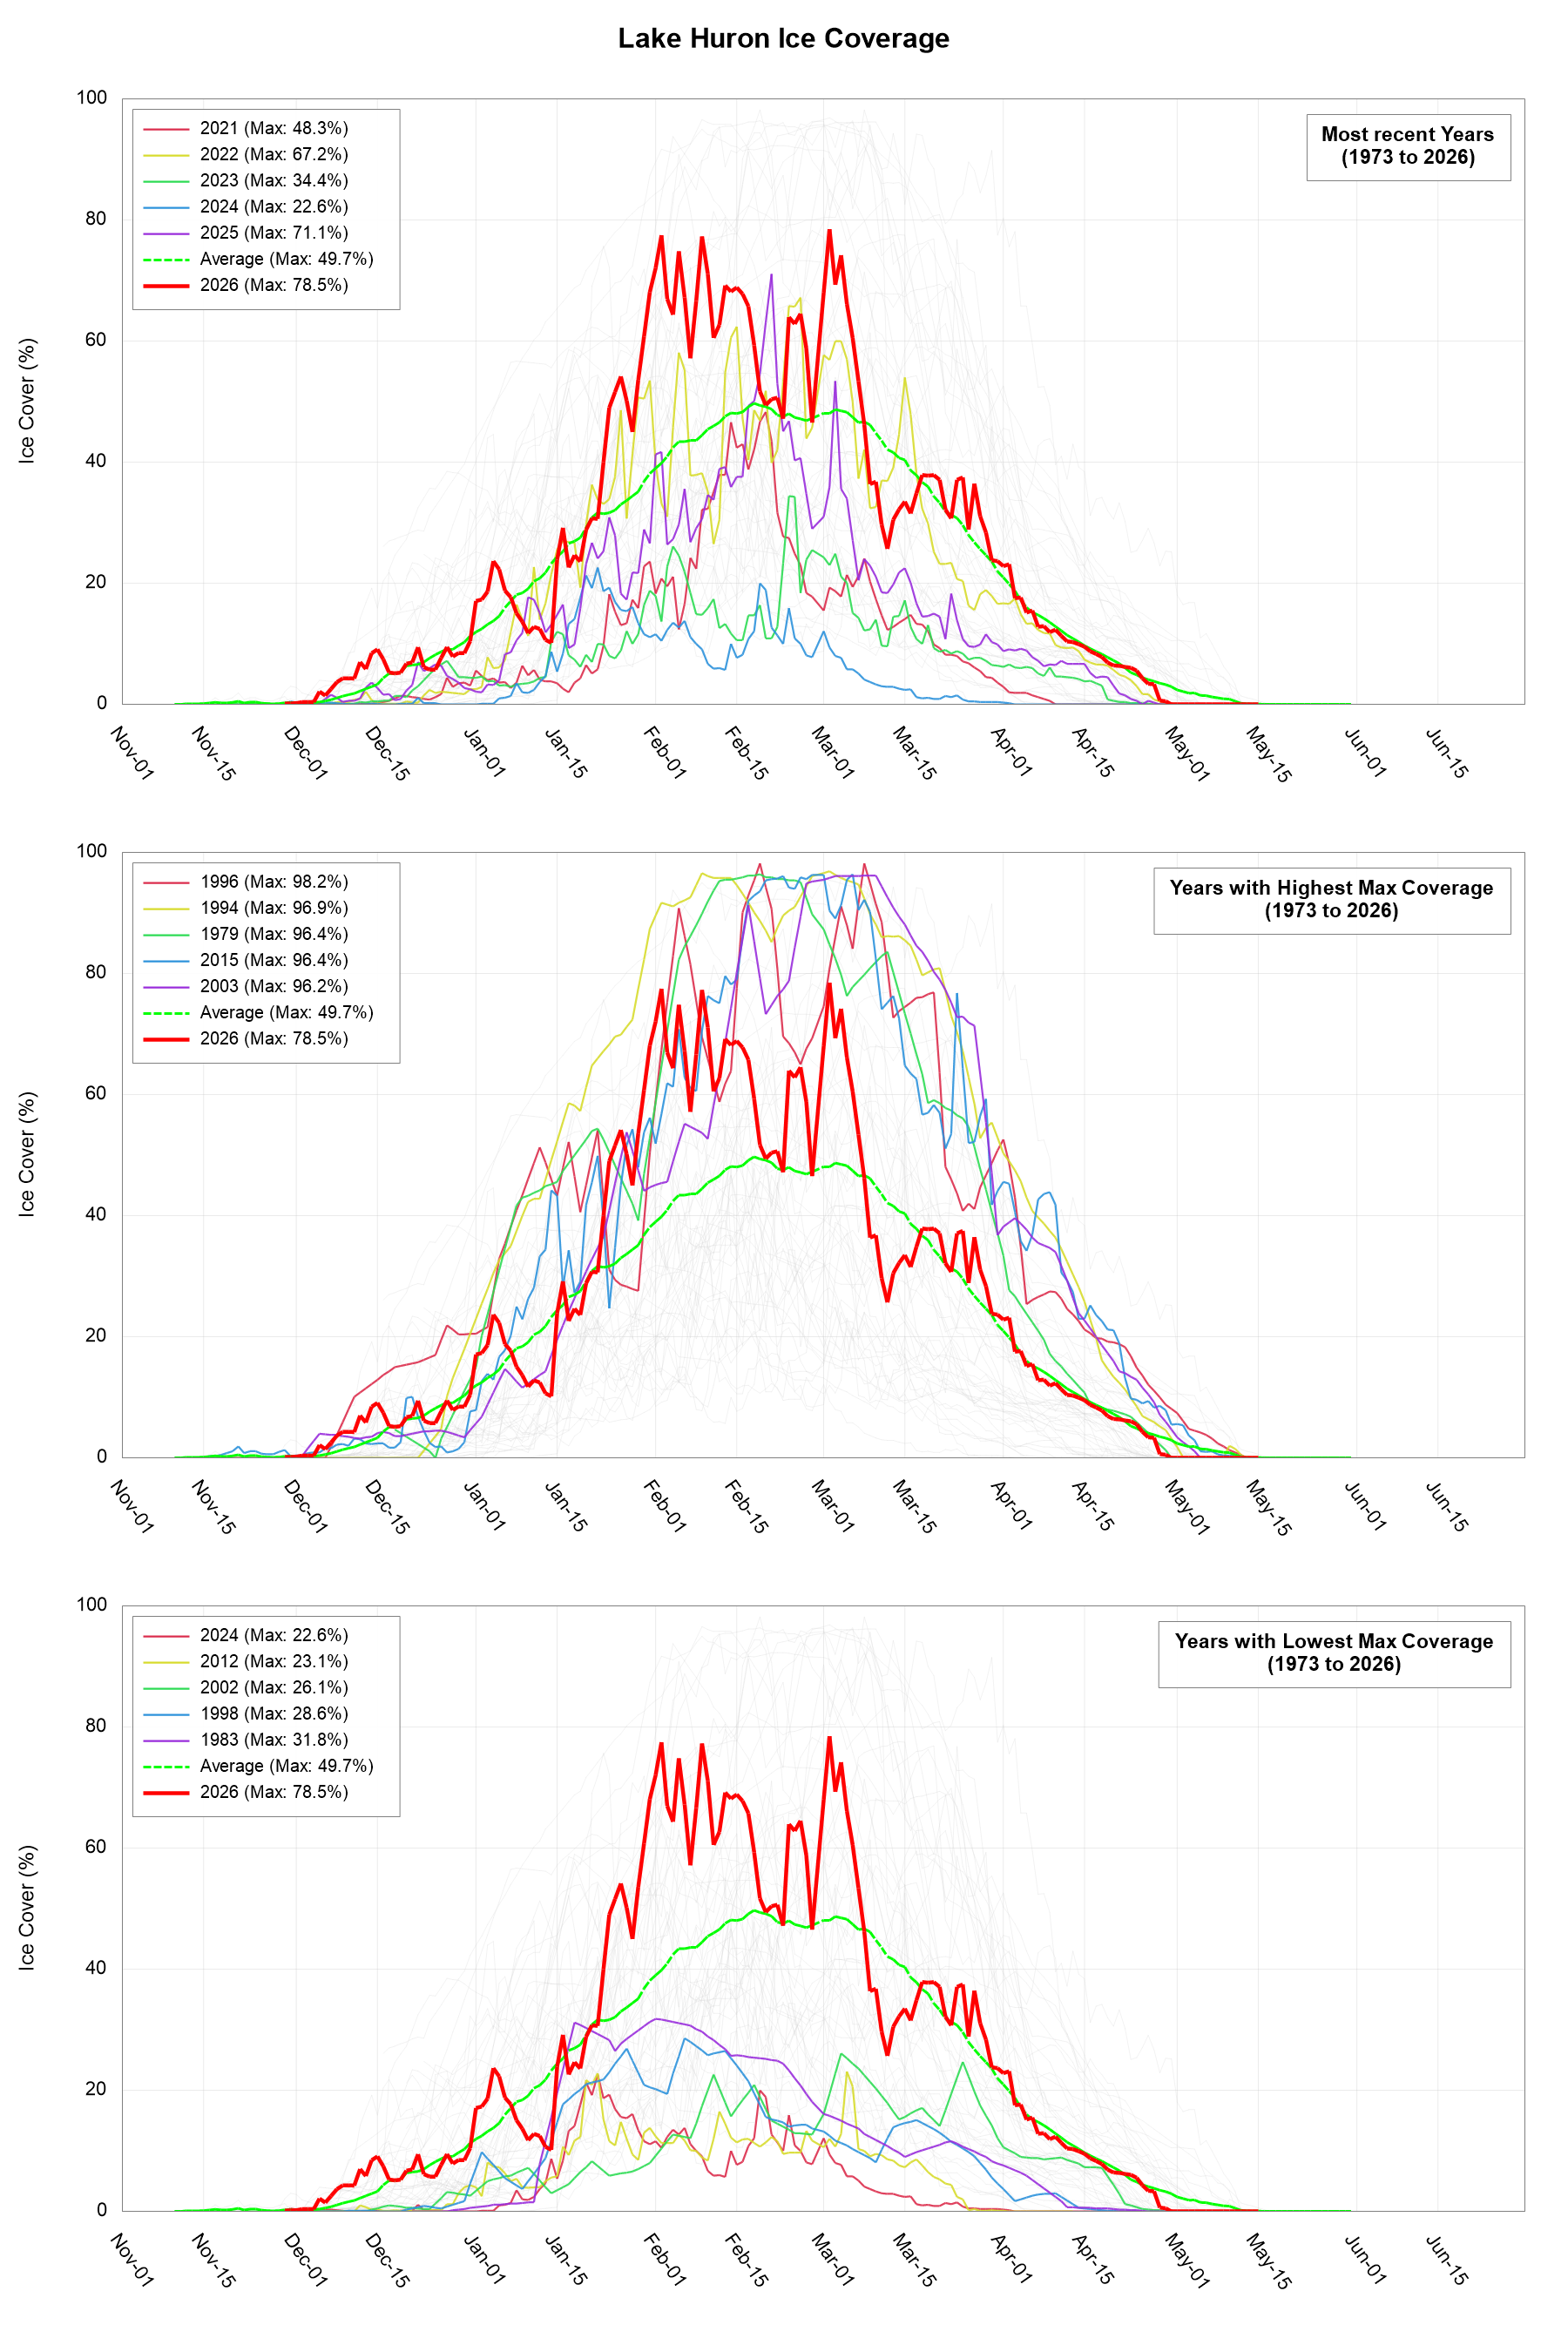 Lake Huron Ice Coverage
Ice Cover (%)
100
80
60
40
20
0
2021 (Max: 48.3%)
2022 (Max: 67.2%)
2023 (Max: 34.4%)
2024 (Max: 22.6%)
2025 (Max: 71.1%)
Average (Max: 49.7%)
2026 (Max: 78.5%)
Most recent Years
(1973 to 2026)
Nov-01 Nov-15 Dec-01 Dec-15 Jan-01 Jan-15 Feb-01 Feb-15 Mar-01 Mar-15 Apr-01 Apr-15 May-01 May-15 Jun-01 Jun-15
Ice Cover (%)
100
80
60
40
20
0
1996 (Max: 98.2%)
1994 (Max: 96.9%)
1979 (Max: 96.4%)
2015 (Max: 96.4%)
2003 (Max: 96.2%)
Average (Max: 49.7%)
2026 (Max: 78.5%)
Years with Highest Max Coverage
(1973 to 2026)
Nov-01 Nov-15 Dec-01 Dec-15 Jan-01 Jan-15 Feb-01 Feb-15 Mar-01 Mar-15 Apr-01 Apr-15 May-01 May-15 Jun-01 Jun-15
Ice Cover (%)
100
80
60
40
20
0
2024 (Max: 22.6%)
2012 (Max: 23.1%)
2002 (Max: 26.1%)
1998 (Max: 28.6%)
1983 (Max: 31.8%)
Average (Max: 49.7%)
2026 (Max: 78.5%)
Years with Lowest Max Coverage
(1973 to 2026)
Nov-01 Nov-15 Dec-01 Dec-15 Jan-01 Jan-15 Feb-01 Feb-15 Mar-01 Mar-15 Apr-01 Apr-15 May-01 May-15 Jun-01 Jun-15